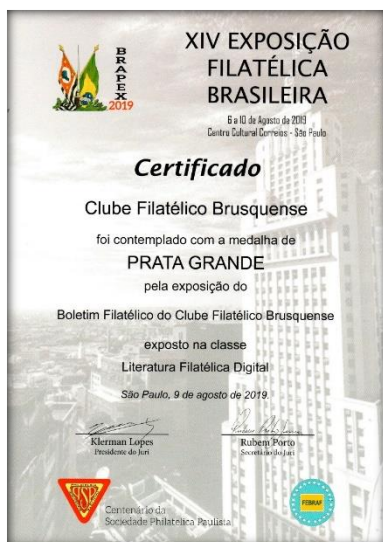 BRAPEX
2019
XIV EXPOSIÇÃO
FILATÉLICA
BRASILEIRA
6 a 10 de Agosto de 2019
Centro Cultural Correios - São Paulo
Certificado
Clube Filatélico Brusquense
foi contemplado com a medalha de
PRATA GRANDE
pela exposição do
Boletim Filatélico do Clube Filatélico Brusquense
exposto na classe
Literatura Filatélica Digital
São Paulo, 9 de agosto de 2019.
Klerman Lopes
Presidente do Juri
Rubem Porto
Secretário do Juri
SPP
FEBRAF
Centenário da
Sociedade Philatelica Paulista